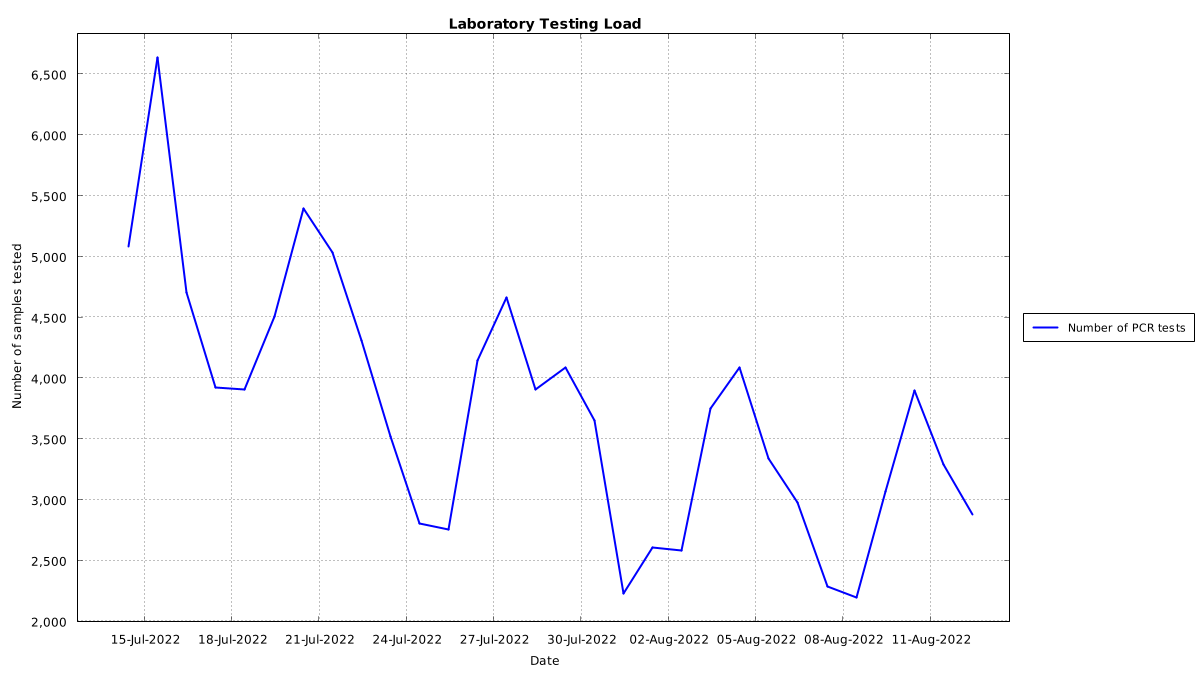 Laboratory Testing Load
Number of samples tested
6,500
6,000
5,500
5,000
4,500
4,000
3,500
3,000
2,500
2,000
15-Jul-2022 18-Jul-2022 21-Jul-2022 24-Jul-2022 27-Jul-2022 30-Jul-2022 02-Aug-2022 05-Aug-2022 08-Aug-2022 11-Aug-2022
Date
Number of PCR tests